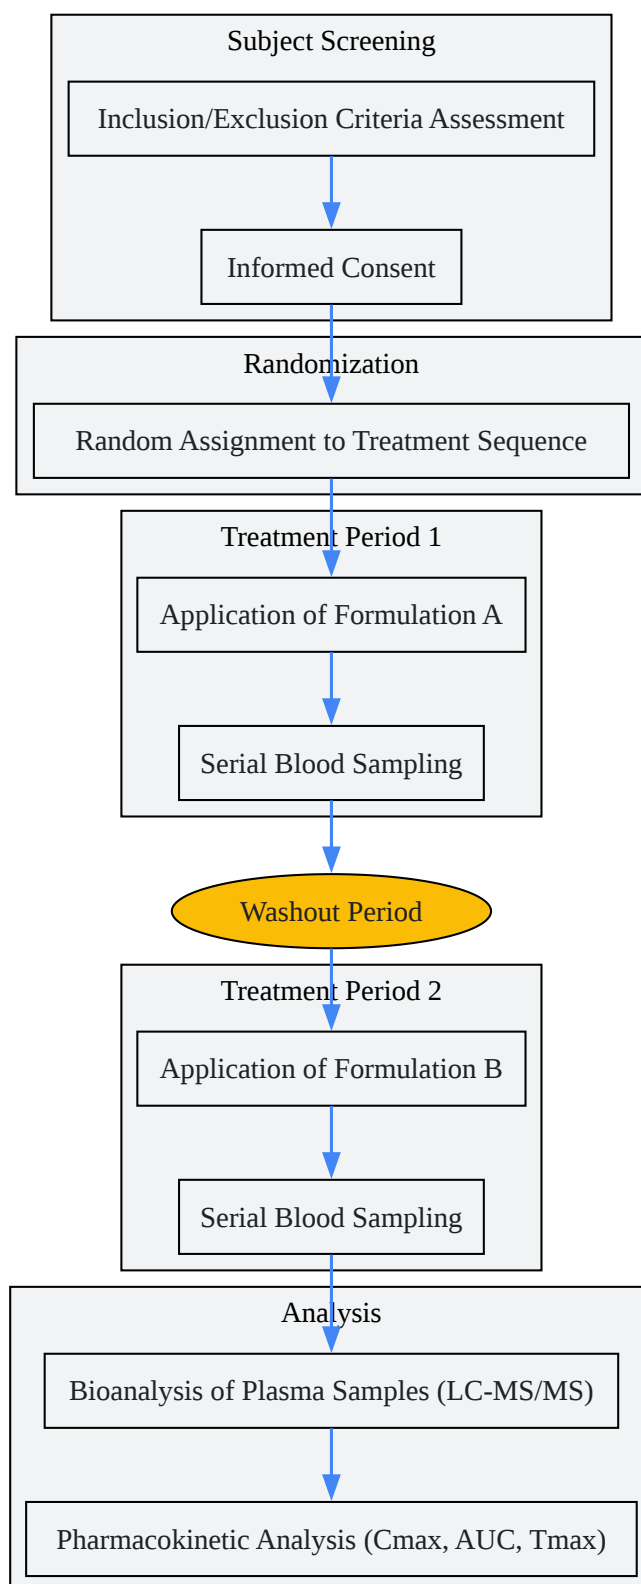 Subject Screening
Inclusion/Exclusion Criteria Assessment
Informed Consent
Randomization
Random Assignment to Treatment Sequence
Treatment Period 1
Application of Formulation A
Serial Blood Sampling
Washout Period
Treatment Period 2
Application of Formulation B
Serial Blood Sampling
Analysis
Bioanalysis of Plasma Samples (LC-MS/MS)
Pharmacokinetic Analysis (Cmax, AUC, Tmax)